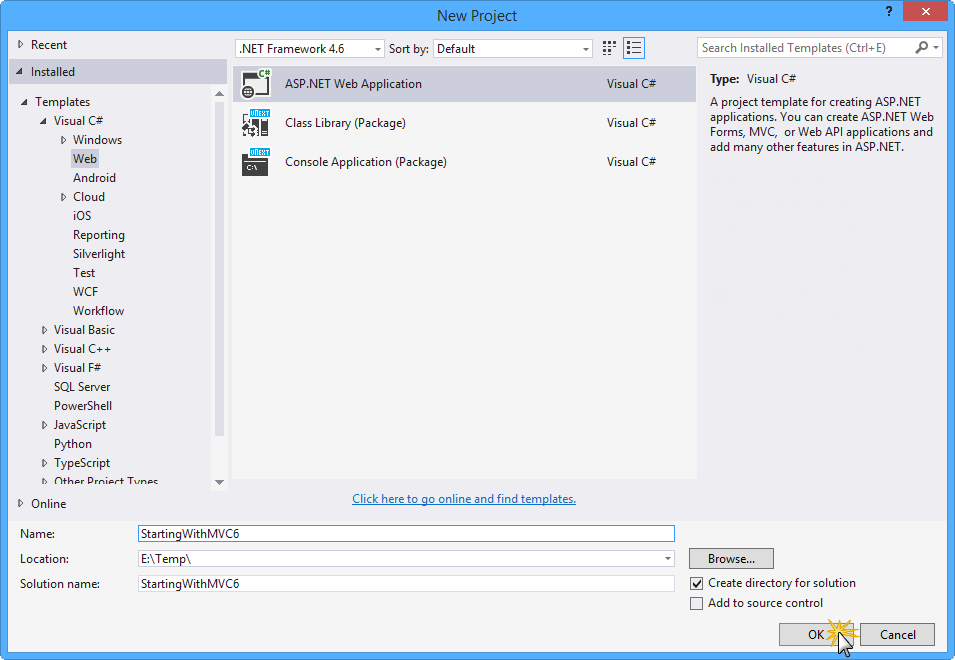 New Project
?
Recent
Installed
Templates
Visual C#
Windows
Web
Android
Cloud
iOS
Reporting
Silverlight
Test
WCF
Workflow
Visual Basic
Visual C++
Visual F#
SQL Server
PowerShell
JavaScript
Python
TypeScript
Other Project Types
Online
.NET Framework 4.6 Sort by: Default
C# ASP.NET Web Application Visual C#
VNEXT Class Library (Package) Visual C#
VNEXT C:\ Console Application (Package) Visual C#
Click here to go online and find templates.
Search Installed Templates (Ctrl+E)
Type: Visual C#
A project template for creating ASP.NET
applications. You can create ASP.NET Web
Forms, MVC, or Web API applications and
add many other features in ASP.NET.
Name: StartingWithMVC6
Location: E:\Temp\ Browse...
Solution name: StartingWithMVC6
Create directory for solution
Add to source control
OK Cancel